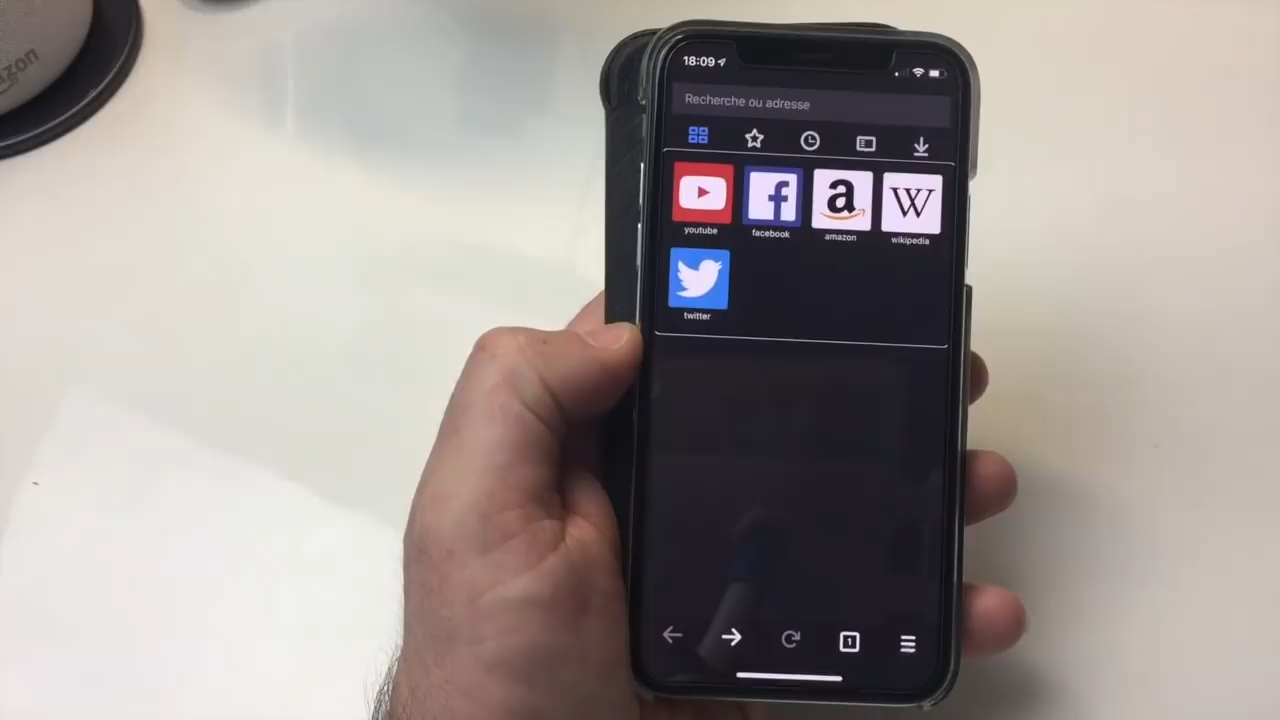 18:09
Recherche ou adresse
youtube
facebook
a
amazon
W
wikipedia
twitter
1